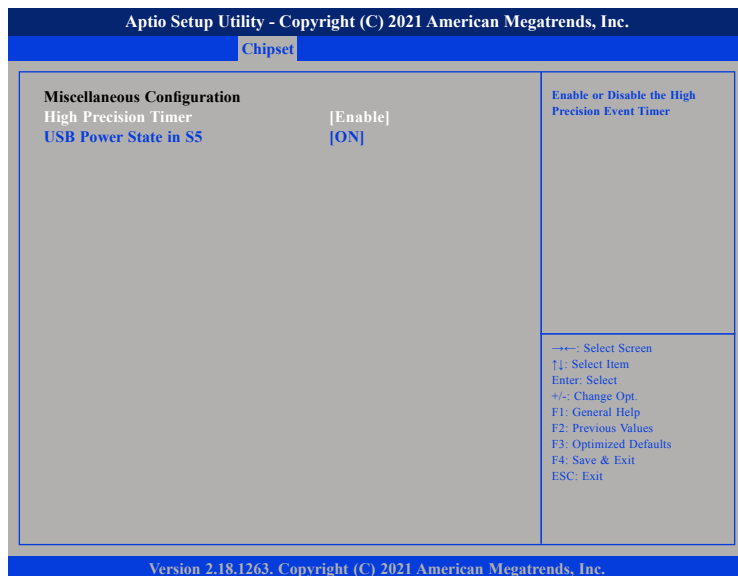 Aptio Setup Utility - Copyright (C) 2021 American Megatrends, Inc.
Chipset
Miscellaneous Configuration
High Precision Timer [Enable]
USB Power State in S5 [ON]
Enable or Disable the High
Precision Event Timer
→←: Select Screen
↑↓: Select Item
Enter: Select
+/-: Change Opt.
F1: General Help
F2: Previous Values
F3: Optimized Defaults
F4: Save & Exit
ESC: Exit
Version 2.18.1263. Copyright (C) 2021 American Megatrends, Inc.